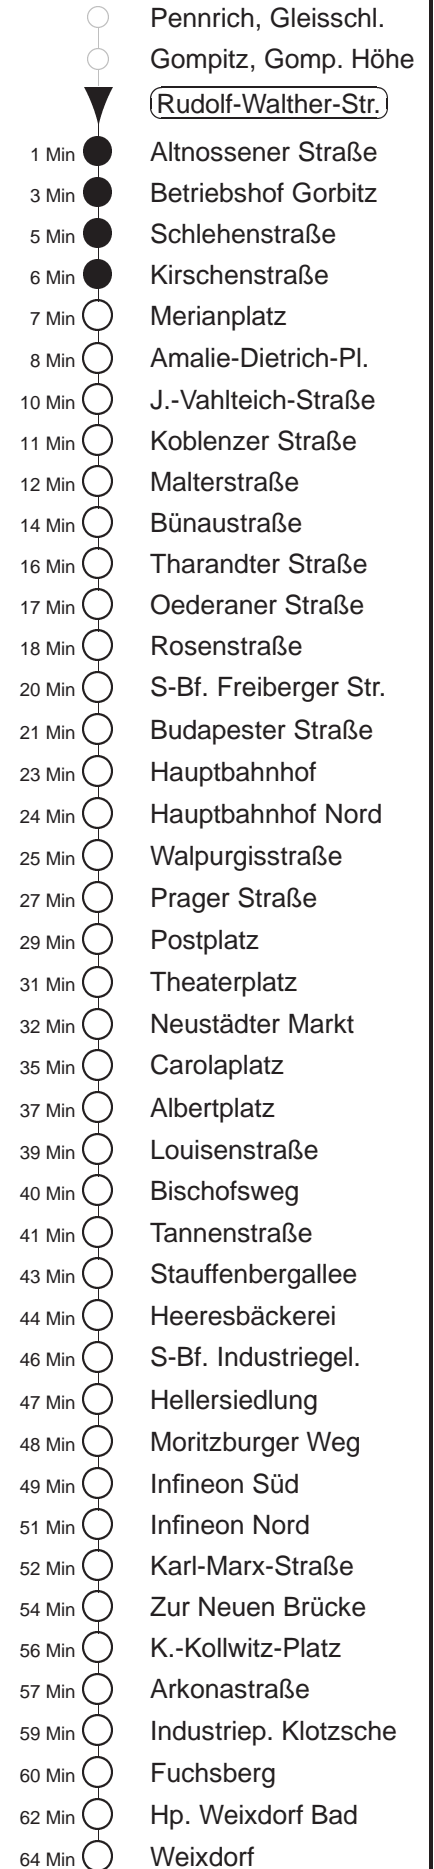 Pennrich, Gleisschl.
Gompitz, Gomp. Höhe
Rudolf-Walther-Str.
1 Min Altnossener Straße
3 Min Betriebshof Gorbitz
5 Min Schlehenstraße
6 Min Kirschenstraße
7 Min Merianplatz
8 Min Amalie-Dietrich-Pl.
10 Min J.-Vahlteich-Straße
11 Min Koblenzer Straße
12 Min Malterstraße
14 Min Bünaustraße
16 Min Tharandter Straße
17 Min Oederaner Straße
18 Min Rosenstraße
20 Min S-Bf. Freiberger Str.
21 Min Budapester Straße
23 Min Hauptbahnhof
24 Min Hauptbahnhof Nord
25 Min Walpurgisstraße
27 Min Prager Straße
29 Min Postplatz
31 Min Theaterplatz
32 Min Neustädter Markt
35 Min Carolaplatz
37 Min Albertplatz
39 Min Louisenstraße
40 Min Bischofsweg
41 Min Tannenstraße
43 Min Stauffenbergallee
44 Min Heeresbäckerei
46 Min S-Bf. Industriegel.
47 Min Hellersiedlung
48 Min Moritzburger Weg
49 Min Infineon Süd
51 Min Infineon Nord
52 Min Karl-Marx-Straße
54 Min Zur Neuen Brücke
56 Min K.-Kollwitz-Platz
57 Min Arkonastraße
59 Min Industriep. Klotzsche
60 Min Fuchsberg
62 Min Hp. Weixdorf Bad
64 Min Weixdorf